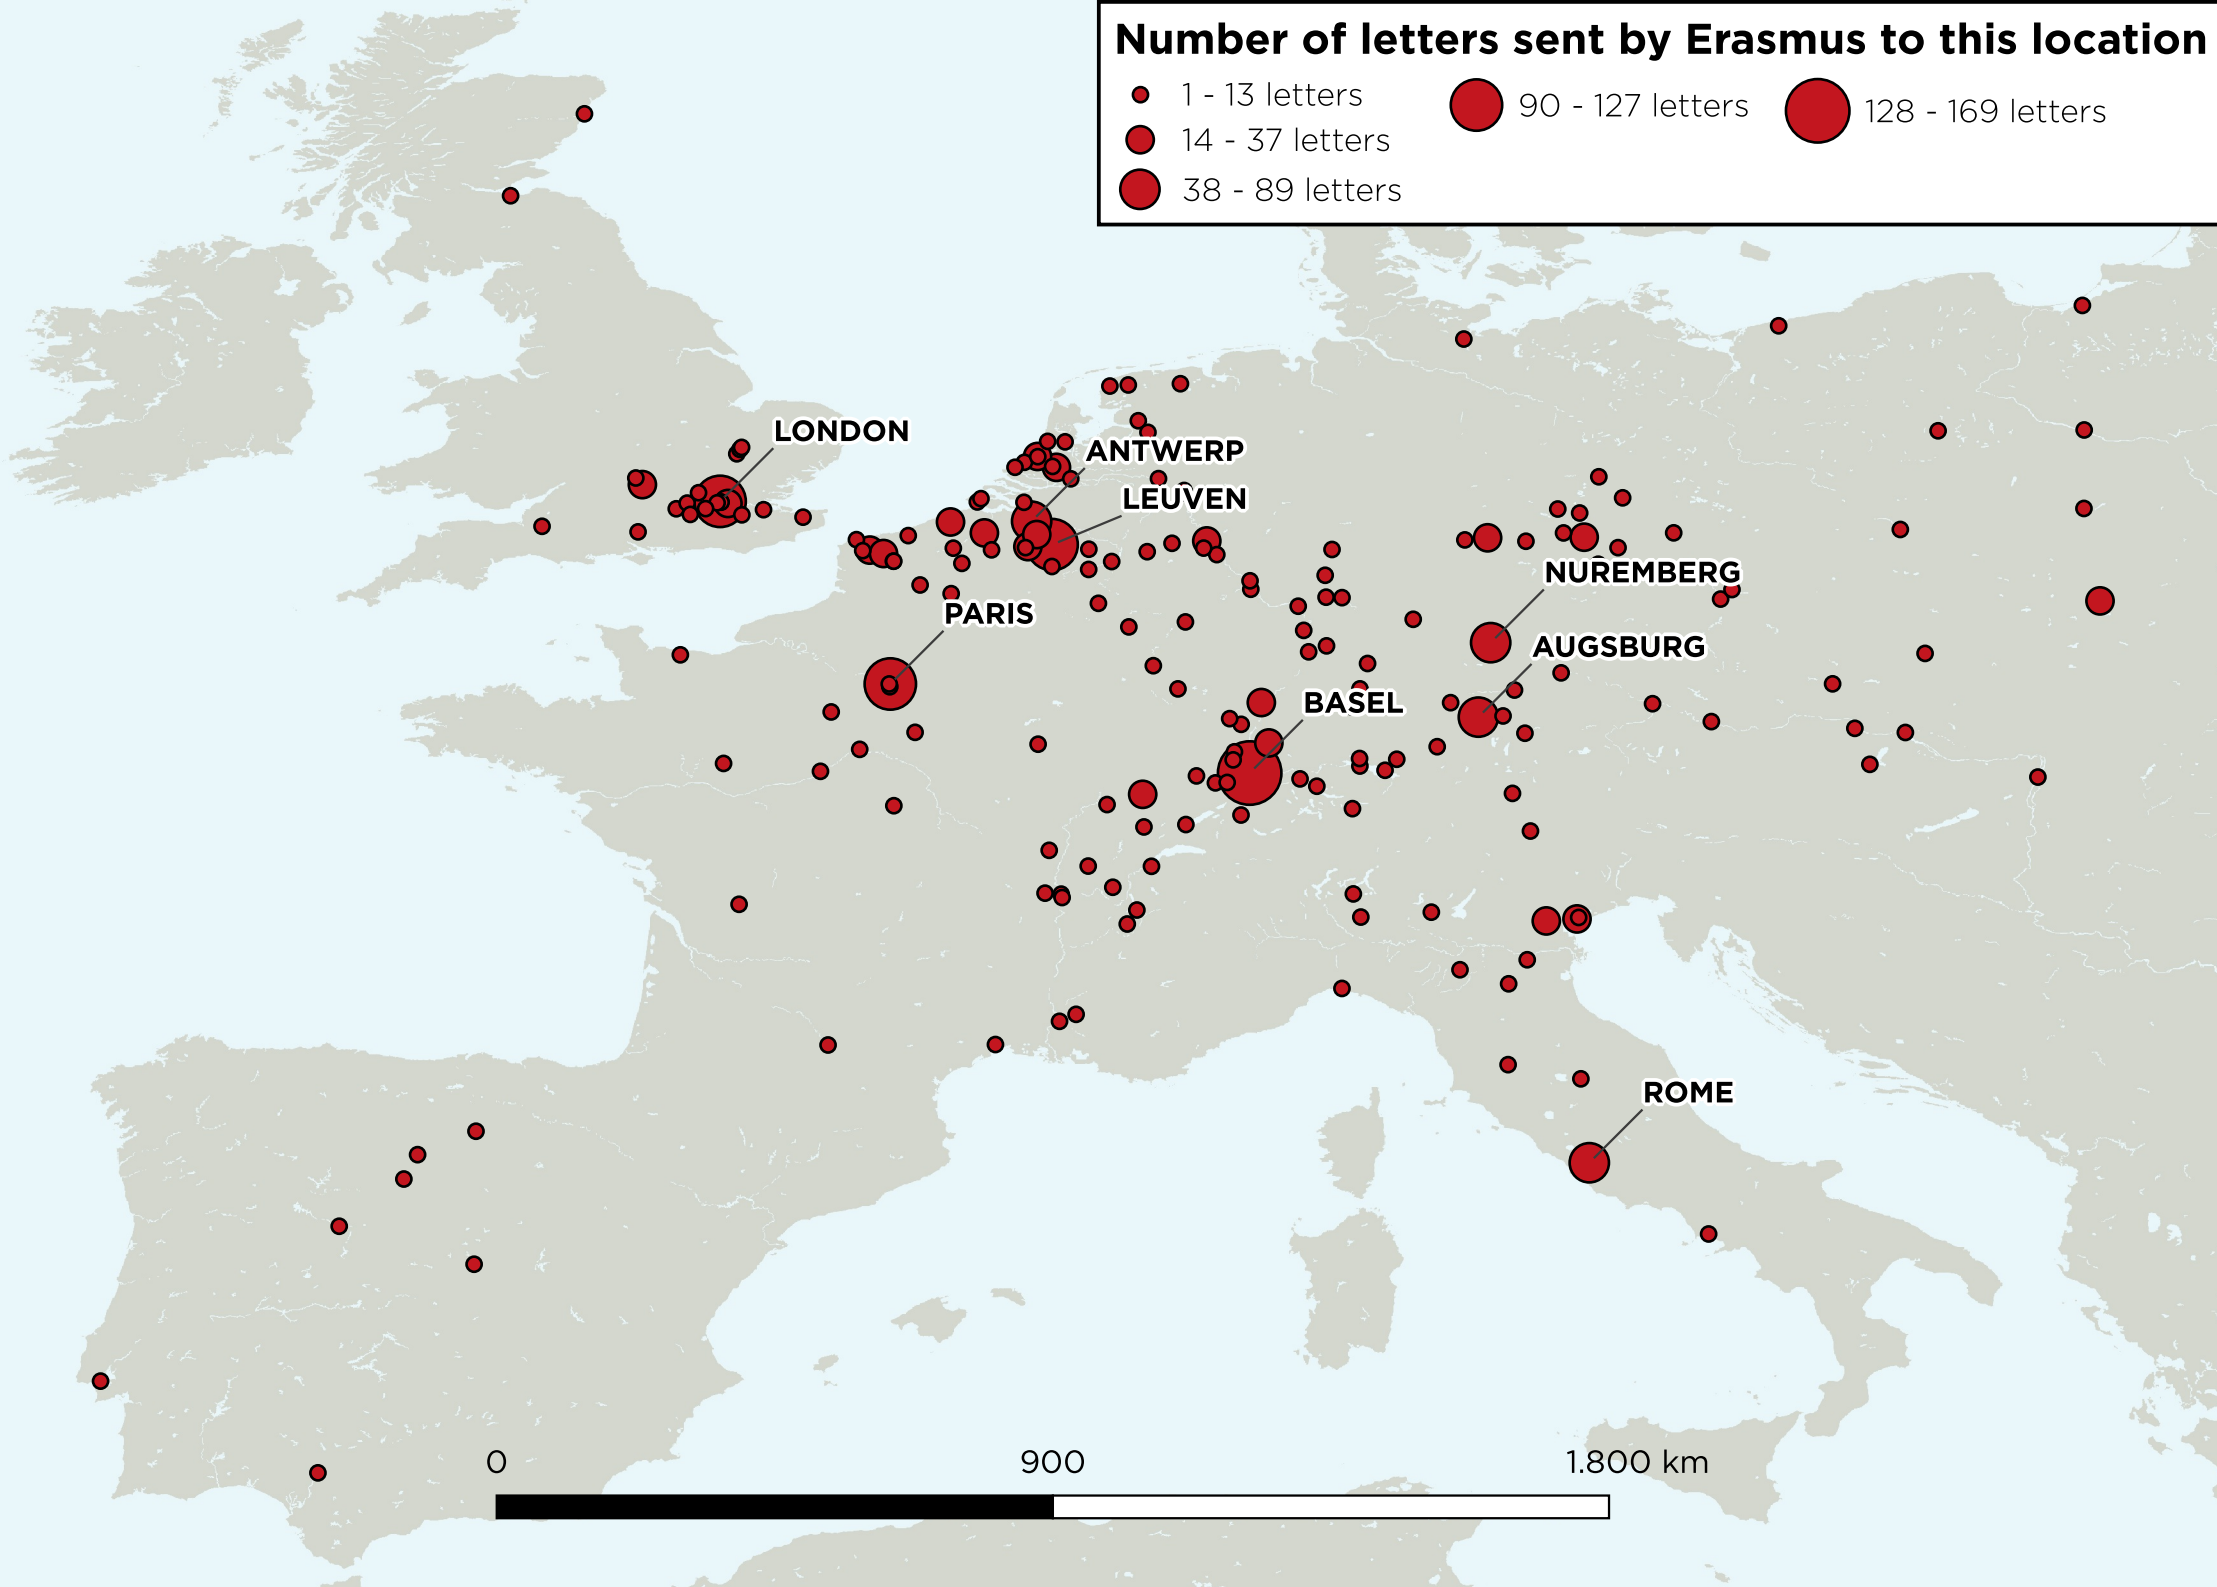 Number of letters sent by Erasmus to this location
1 - 13 letters
14 - 37 letters
38 - 89 letters
90 - 127 letters
128 - 169 letters
LONDON
ANTWERP
LEUVEN
NUREMBERG
PARIS
AUGSBURG
BASEL
ROME
0
900
1.800 km